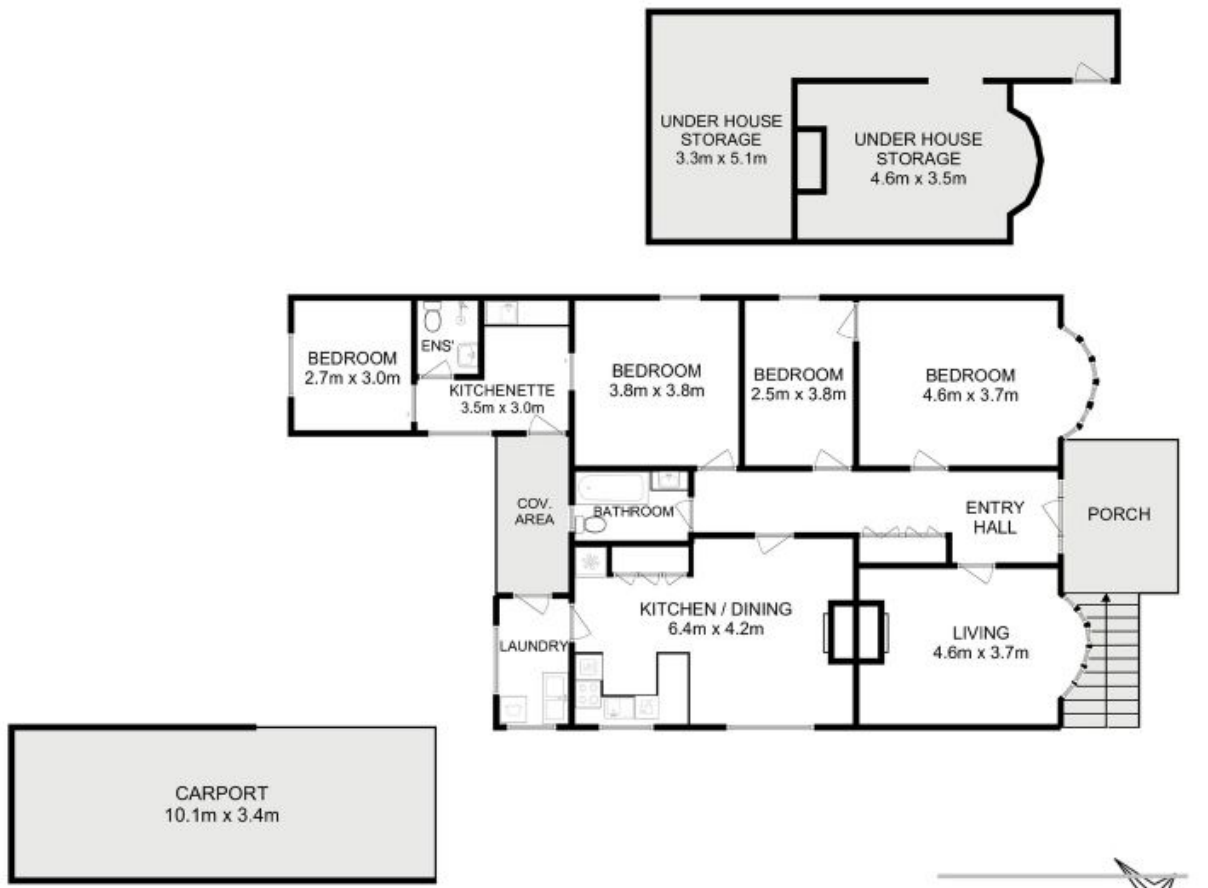 UNDER HOUSE
STORAGE
3.3m x 5.1m
UNDER HOUSE
STORAGE
4.6m x 3.5m
BEDROOM
2.7m x 3.0m
ENS'
KITCHENETTE
3.5m x 3.0m
BEDROOM
3.8m x 3.8m
BEDROOM
2.5m x 3.8m
BEDROOM
4.6m x 3.7m
COV.
AREA
BATHROOM
ENTRY
HALL
PORCH
LAUNDRY
KITCHEN / DINING
6.4m x 4.2m
LIVING
4.6m x 3.7m
CARPORT
10.1m x 3.4m